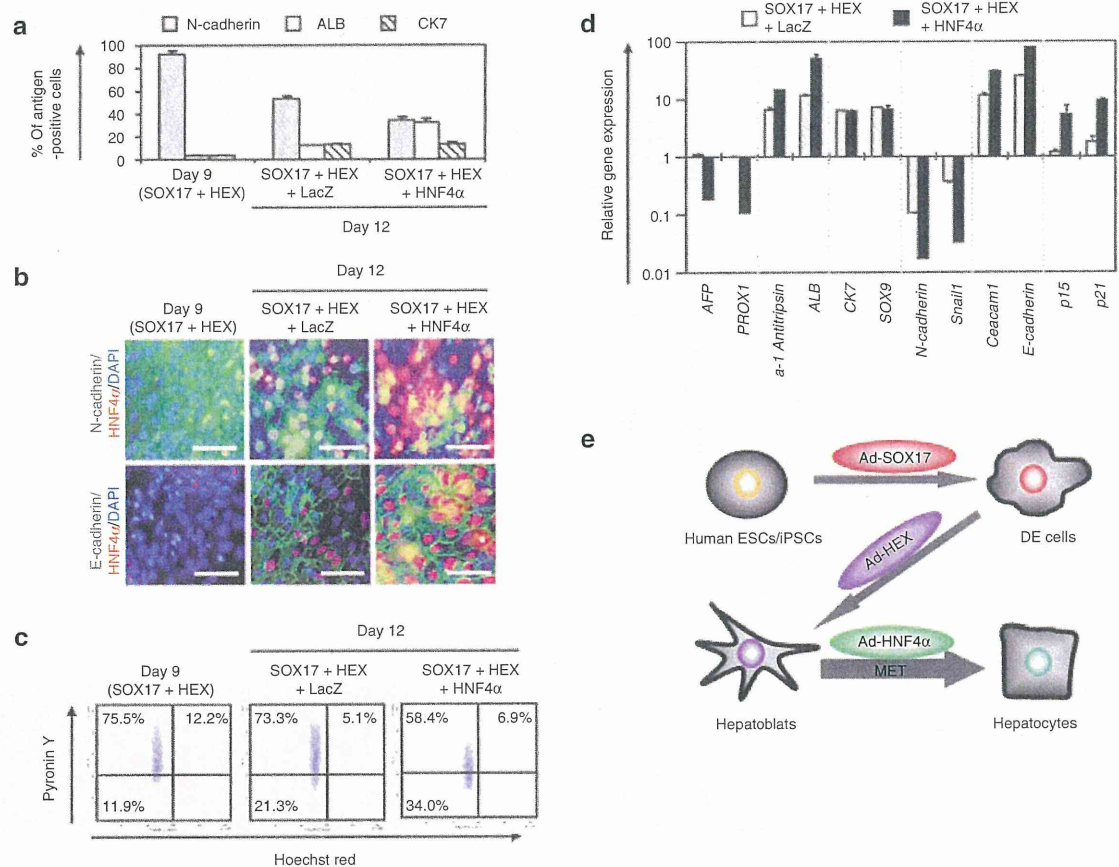 a
N-cadherin ALB CK7
% Of antigen
-positive cells
100
80
60
40
20
0
Day 9
(SOX17 + HEX)
SOX17 + HEX
+ LacZ
SOX17 + HEX
+ HNF4α
Day 12
b
Day 12
Day 9
(SOX17 + HEX)
SOX17 + HEX
+ LacZ
SOX17 + HEX
+ HNF4α
N-cadherin/
HNF4α/DAPI
E-cadherin/
HNF4α/DAPI
c
Day 12
Day 9
(SOX17 + HEX)
SOX17 + HEX
+ LacZ
SOX17 + HEX
+ HNF4α
Pyronin Y
75.5% 12.2%
11.9%
73.3% 5.1%
21.3%
58.4% 6.9%
34.0%
Hoechst red
d
SOX17 + HEX
+ LacZ
SOX17 + HEX
+ HNF4α
Relative gene expression
100
10
1
0.1
0.01
AFP
PROX1
a-1 Antitripsin
ALB
CK7
SOX9
N-cadherin
Snail1
Ceacam1
E-cadherin
p15
p21
e
Ad-SOX17
Human ESCs/iPSCs
DE cells
Ad-HEX
Ad-HNF4α
MET
Hepatoblats
Hepatocytes